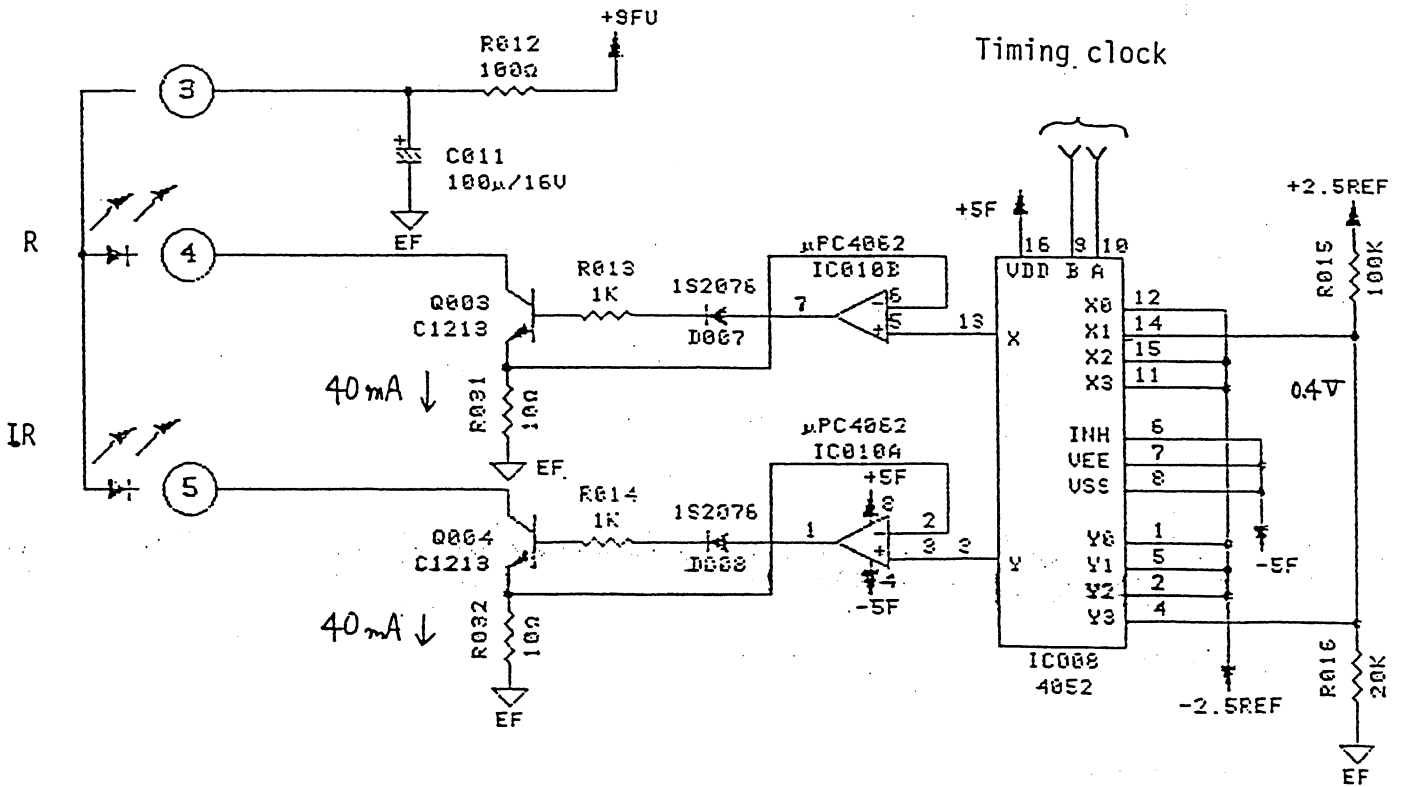 +9FU
R012
100Ω
Timing clock
3
+
C011
100μ/16V
EF
+2.5REF
R015
100K
R
4
+5F
16
9
10
VDD
B
A
μPC4062
IC010B
R013
1K
1S2076
D007
7
6
5
-
+
13
X
Q003
C1213
X0
12
X1
14
X2
15
X3
11
40mA ↓
R031
10Ω
EF
0.4V
IR
5
INH
6
VEE
7
VSS
8
μPC4062
IC010A
+5F
8
R014
1K
1S2076
D008
1
2
3
-
+
4
-5F
3
Y
Q004
C1213
Y0
1
Y1
5
Y2
2
Y3
4
-5F
40mA ↓
R032
10Ω
EF
IC008
4052
-2.5REF
R016
20K
EF